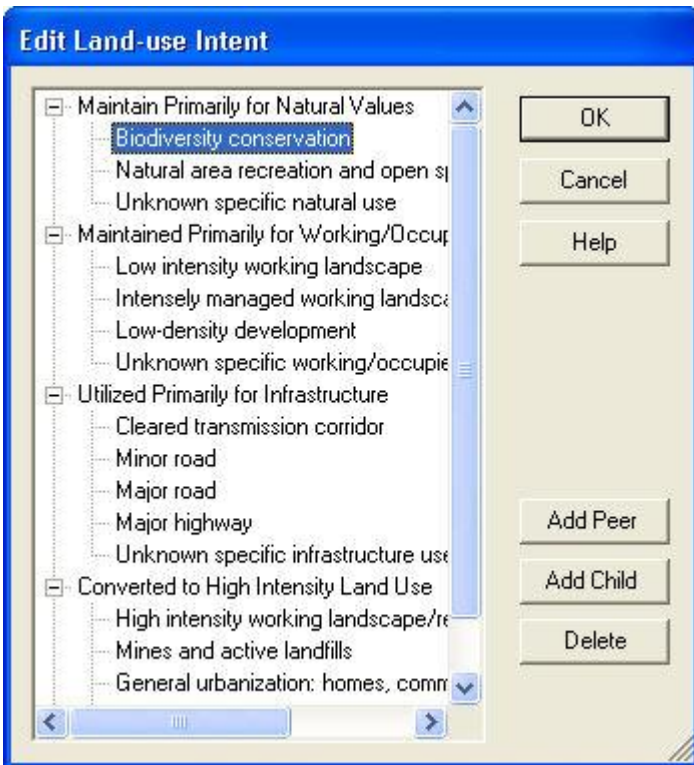 Edit Land-use Intent
Maintain Primarily for Natural Values
Biodiversity conservation
Natural area recreation and open sp
Unknown specific natural use
Maintained Primarily for Working/Occup
Low intensity working landscape
Intensely managed working landsca
Low-density development
Unknown specific working/occupie
Utilized Primarily for Infrastructure
Cleared transmission corridor
Minor road
Major road
Major highway
Unknown specific infrastructure use
Converted to High Intensity Land Use
High intensity working landscape/re
Mines and active landfills
General urbanization: homes, comm
OK
Cancel
Help
Add Peer
Add Child
Delete